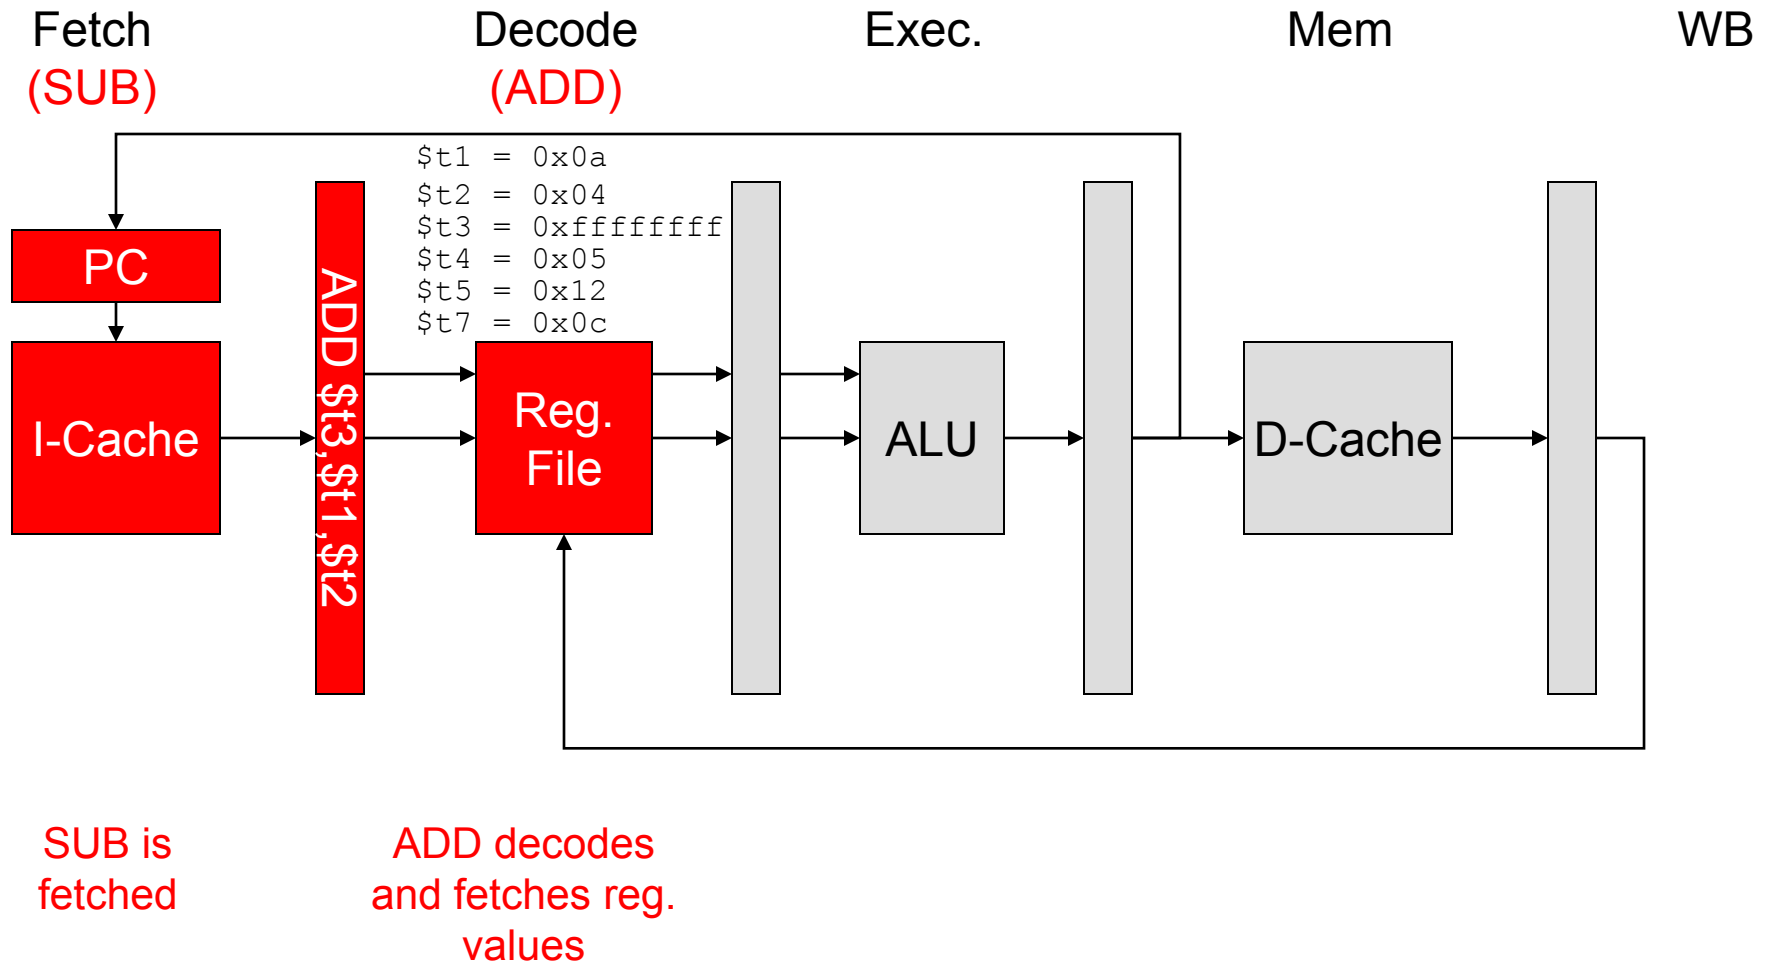 Fetch
(SUB)
Decode
(ADD)
Exec.
Mem
WB
$t1 = 0x0a
$t2 = 0x04
$t3 = 0xffffffff
$t4 = 0x05
$t5 = 0x12
$t7 = 0x0c
PC
I-Cache
ADD $t3,$t1,$t2
Reg.
File
ALU
D-Cache
SUB is
fetched
ADD decodes
and fetches reg.
values